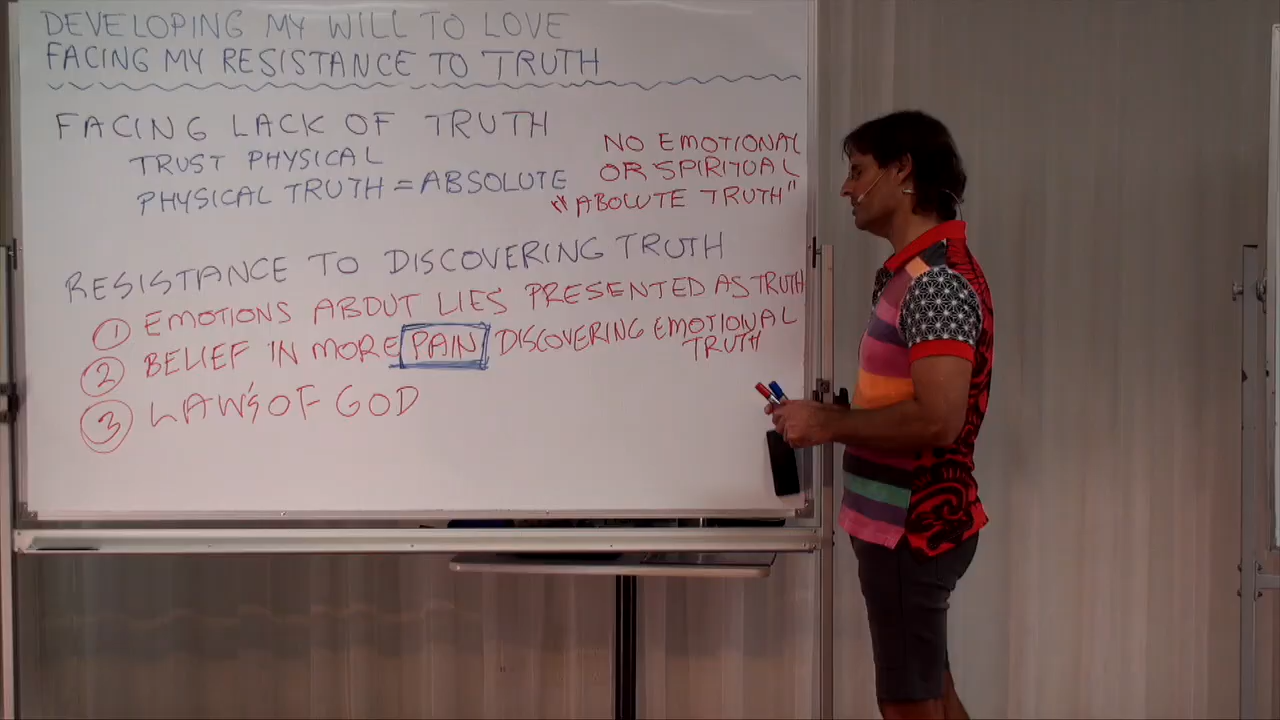 DEVELOPING MY WILL TO LOVE
FACING MY RESISTANCE TO TRUTH
FACING LACK OF TRUTH
TRUST PHYSICAL
PHYSICAL TRUTH = ABSOLUTE
NO EMOTIONAL
OR SPIRITUAL
"ABOLUTE TRUTH"
RESISTANCE TO DISCOVERING TRUTH
1 EMOTIONS ABOUT LIES PRESENTED AS TRUTH
2 BELIEF IN MORE PAIN DISCOVERING EMOTIONAL
TRUTH
3 LAW'S OF GOD